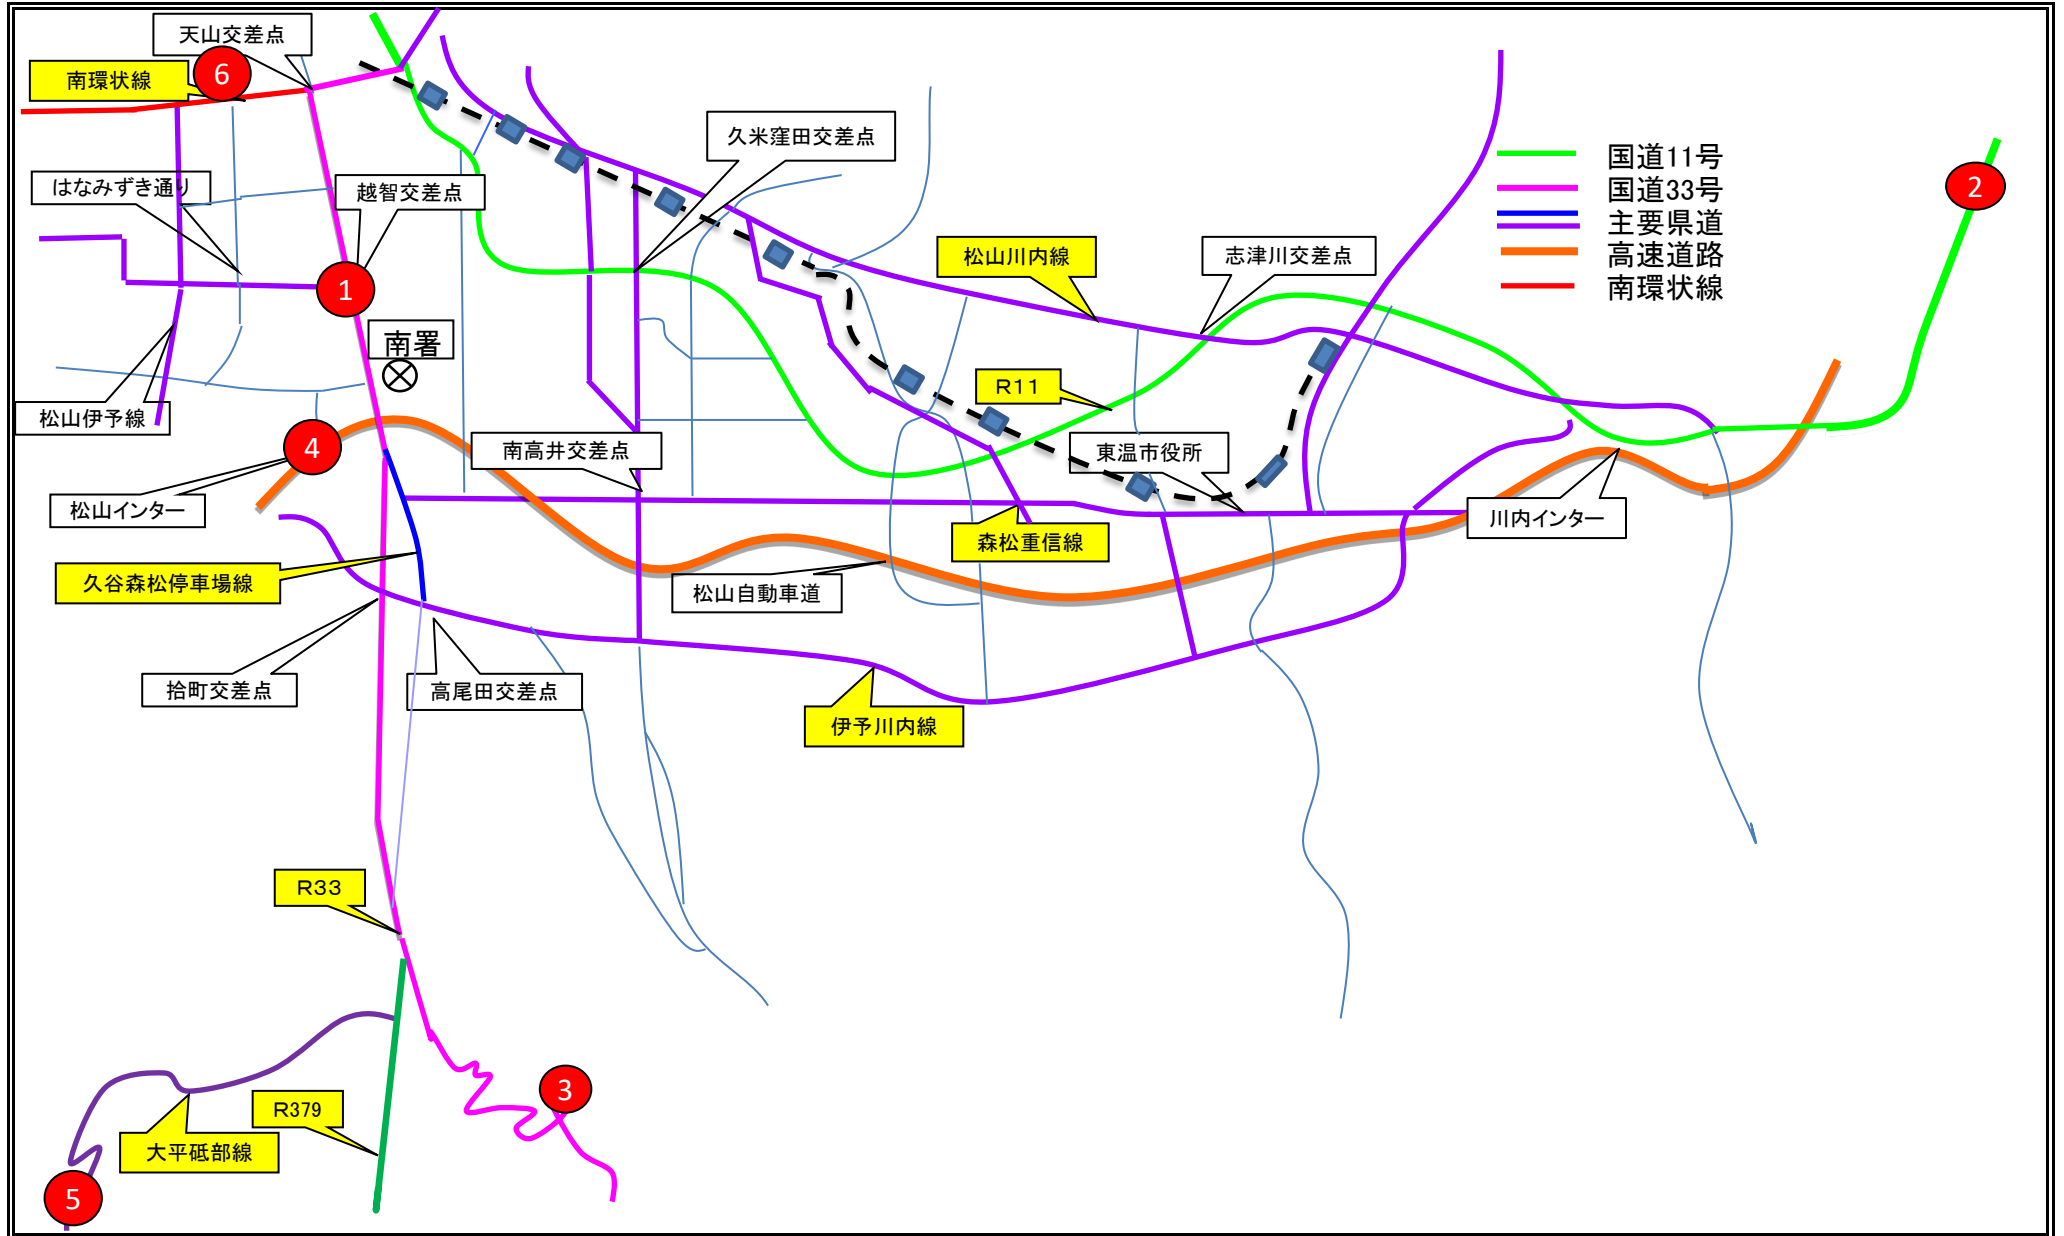 天山交差点
6
南環状線
久米窪田交差点
国道11号
国道33号
主要県道
高速道路
南環状線
2
はなみずき通り
越智交差点
松山川内線
志津川交差点
1
南署
R11
松山伊予線
4
南高井交差点
東温市役所
松山インター
川内インター
森松重信線
久谷森松停車場線
松山自動車道
拾町交差点
高尾田交差点
伊予川内線
R33
3
R379
大平砥部線
5